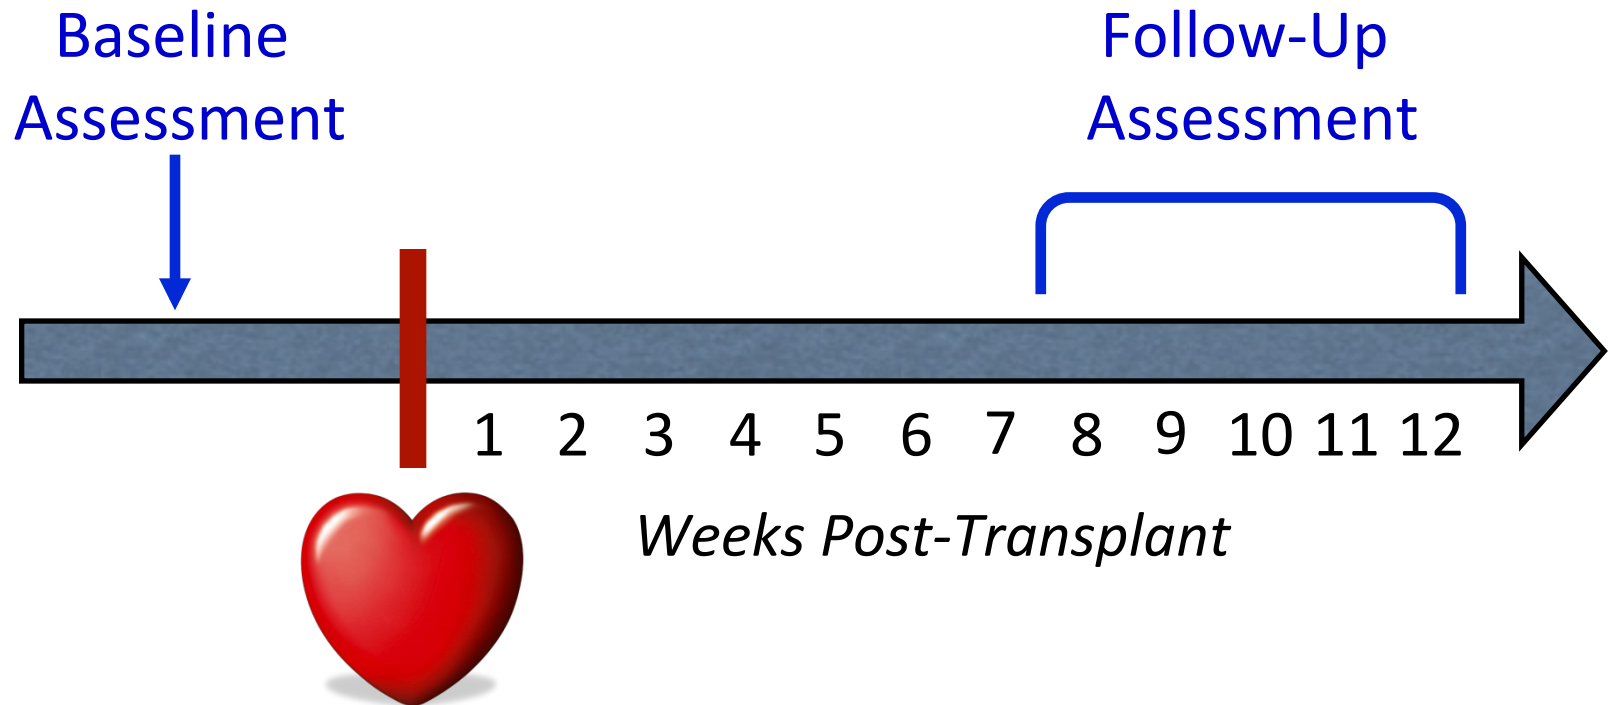 Baseline
Assessment
Follow-Up
Assessment
1 2 3 4 5 6 7 8 9 10 11 12
Weeks Post-Transplant